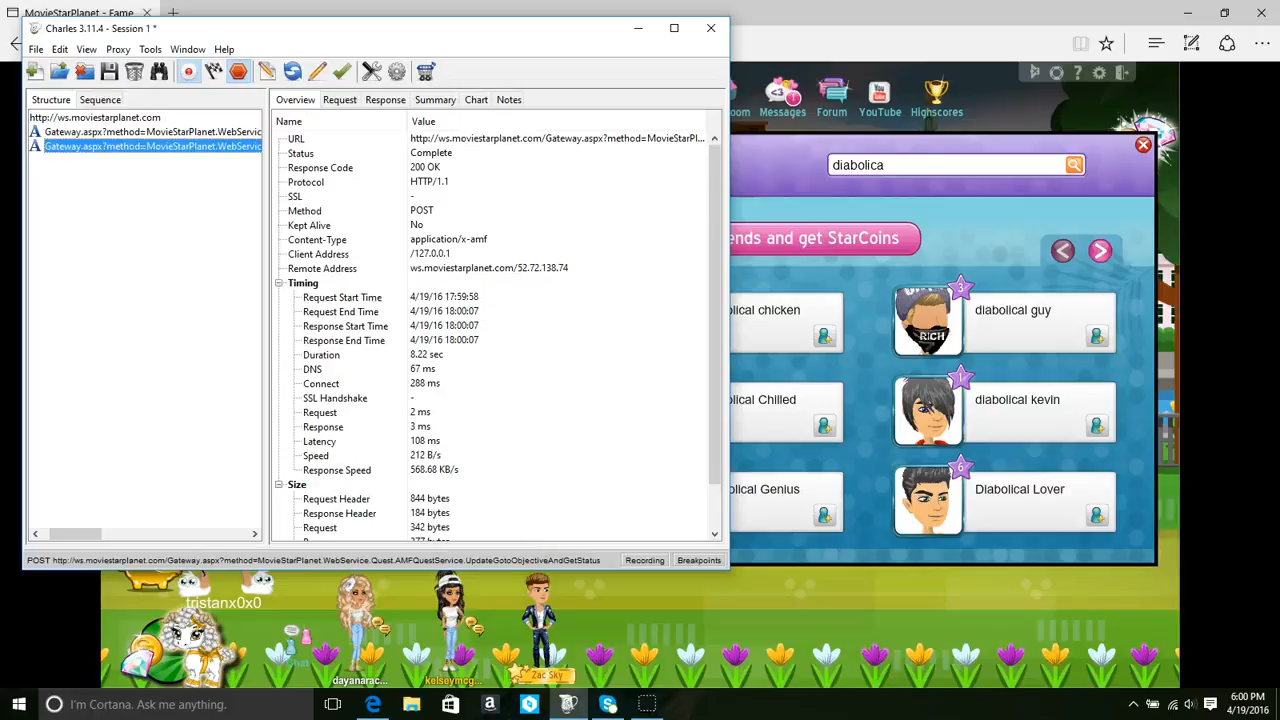 MovieStarPlanet - Fame
Charles 3.11.4 - Session 1 *
File Edit View Proxy Tools Window Help
Structure Sequence
http://ws.moviestarplanet.com
Gateway.aspx?method=MovieStarPlanet.WebServic
Gateway.aspx?method=MovieStarPlanet.WebServic
Overview Request Response Summary Chart Notes
Name Value
URL http://ws.moviestarplanet.com/Gateway.aspx?method=MovieStarPl...
Status Complete
Response Code 200 OK
Protocol HTTP/1.1
SSL -
Method POST
Kept Alive No
Content-Type application/x-amf
Client Address /127.0.0.1
Remote Address ws.moviestarplanet.com/52.72.138.74
Timing
Request Start Time 4/19/16 17:59:58
Request End Time 4/19/16 18:00:07
Response Start Time 4/19/16 18:00:07
Response End Time 4/19/16 18:00:07
Duration 8.22 sec
DNS 67 ms
Connect 288 ms
SSL Handshake -
Request 2 ms
Response 3 ms
Latency 108 ms
Speed 212 B/s
Response Speed 568.68 KB/s
Size
Request Header 844 bytes
Response Header 184 bytes
Request 342 bytes
POST http://ws.moviestarplanet.com/Gateway.aspx?method=MovieStarPlanet.WebService.Quest.AMFQuestService.UpdateGotoObjectiveAndGetStatus
Recording Breakpoints
oom Messages Forum YouTube Highscores
<3 1
You Tube
diabolica
ends and get StarCoins
olical chicken
3
RICH
diabolical guy
olical Chilled
1
diabolical kevin
olical Genius
6
Diabolical Lover
tristanx0x0
dayanarac... kelseymcg... Zac Sky
I'm Cortana. Ask me anything.
6:00 PM
4/19/2016